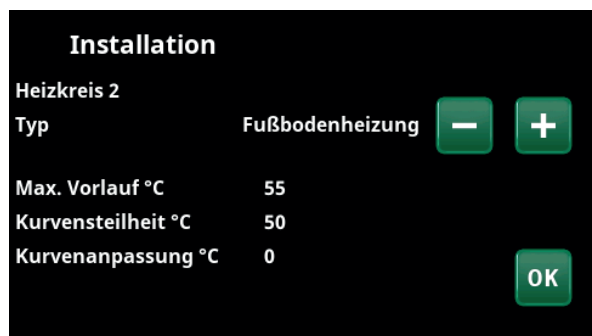 Installation
Heizkreis 2
Typ Fußbodenheizung − +
Max. Vorlauf °C 55
Kurvensteilheit °C 50
Kurvenanpassung °C 0
OK